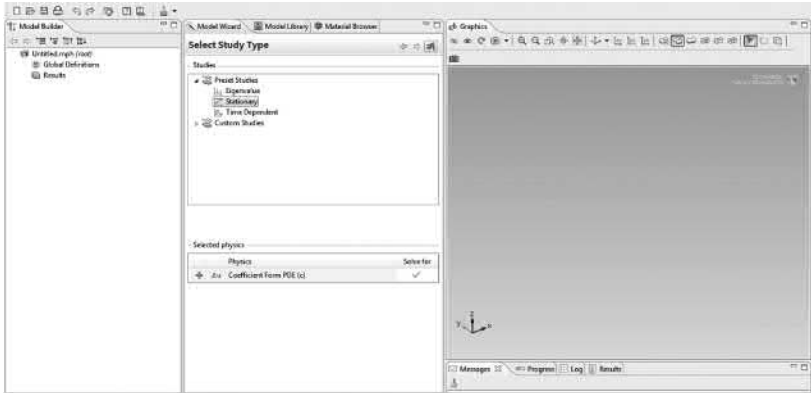 Model Builder
Untitled.mph (root)
Global Definitions
Results
Model Wizard
Model Library
Material Browser
Select Study Type
Studies
Preset Studies
Eigenvalue
Stationary
Time Dependent
Custom Studies
Selected physics
Physics
Solve for
Coefficient Form PDE (c)
Graphics
z
y
x
Messages
Progress
Log
Results